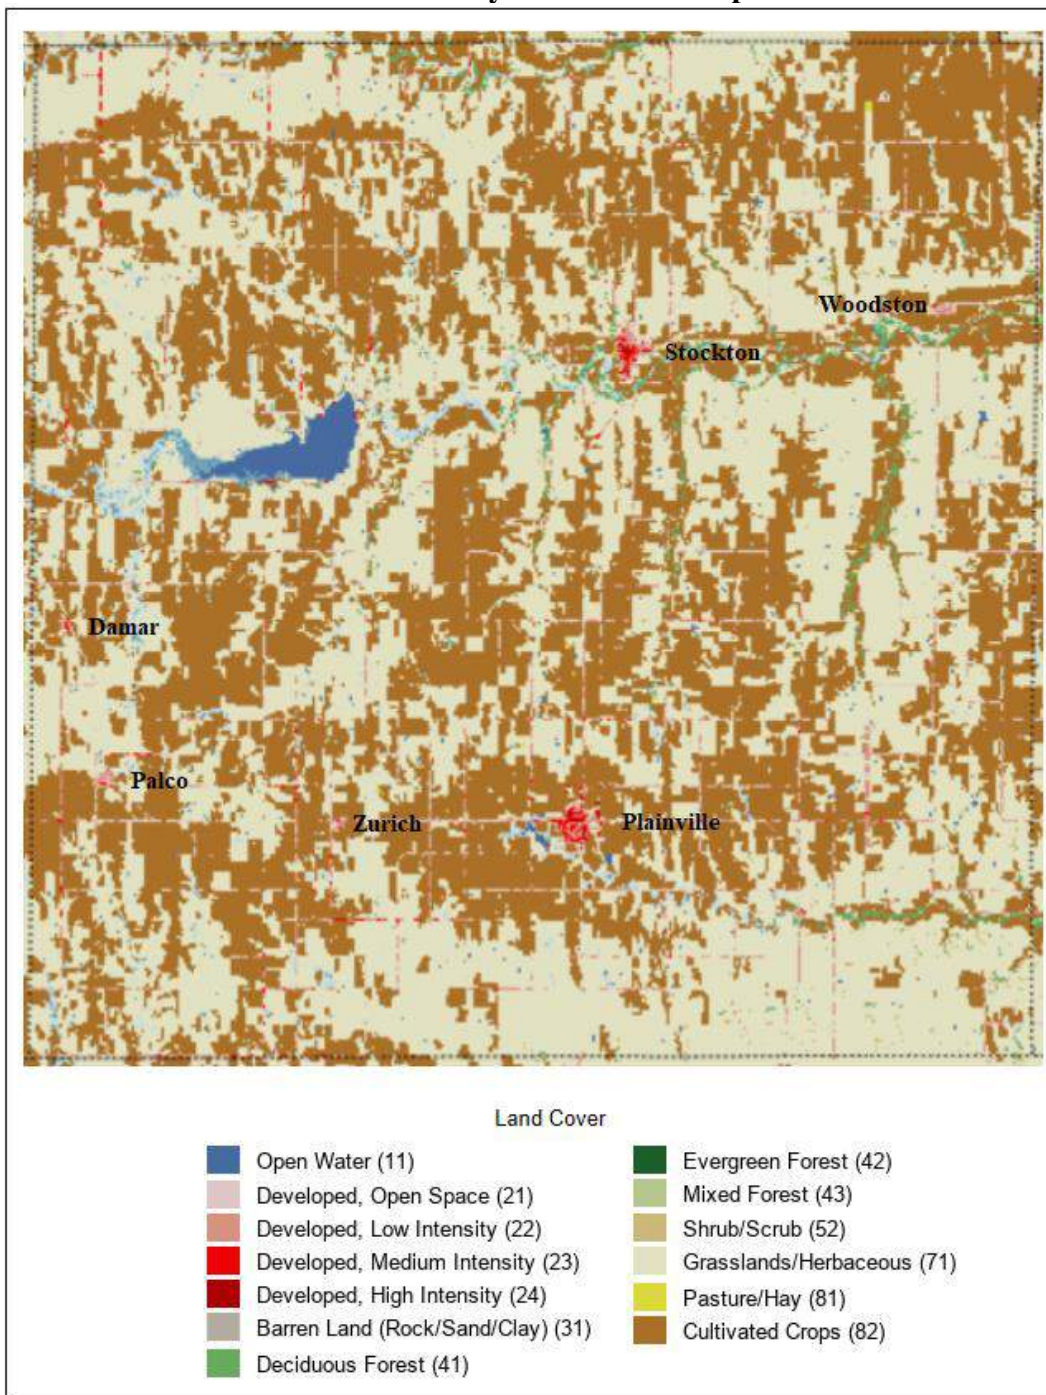 Woodston
Stockton
Damar
Palco
Zurich
Plainville
Land Cover
Open Water (11)
Developed, Open Space (21)
Developed, Low Intensity (22)
Developed, Medium Intensity (23)
Developed, High Intensity (24)
Barren Land (Rock/Sand/Clay) (31)
Deciduous Forest (41)
Evergreen Forest (42)
Mixed Forest (43)
Shrub/Scrub (52)
Grasslands/Herbaceous (71)
Pasture/Hay (81)
Cultivated Crops (82)